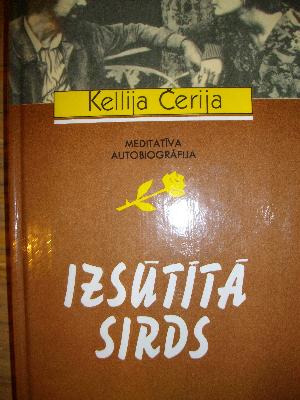 Kellija Čerija
MEDITATĪVA
AUTOBIOGRĀFIJA
IZSŪTĪTĀ
SIRDS